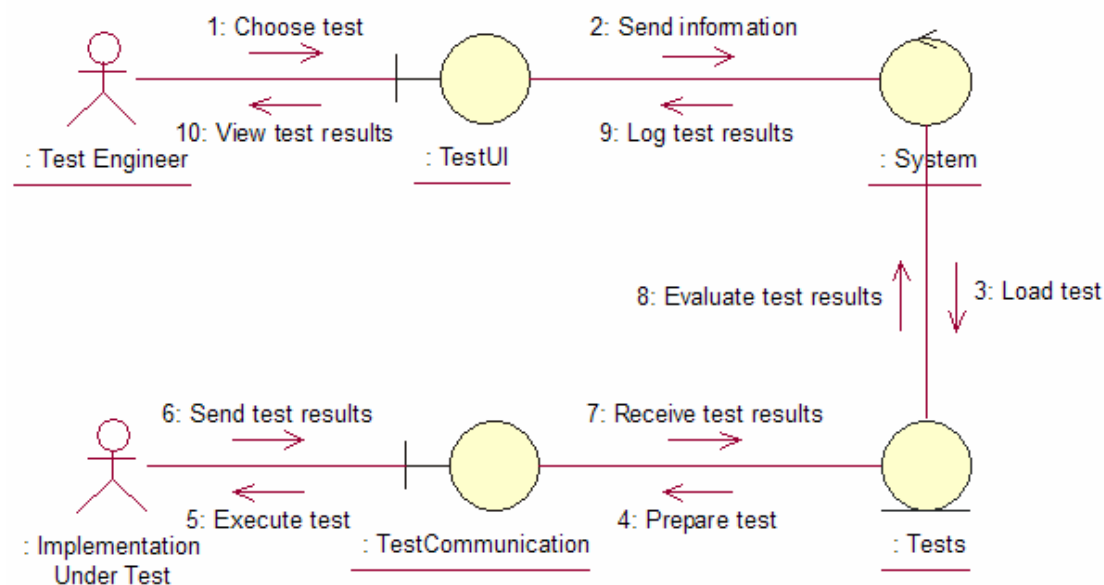 1: Choose test
2: Send information
10: View test results
9: Log test results
: Test Engineer
: TestUI
: System
8: Evaluate test results
3: Load test
6: Send test results
7: Receive test results
5: Execute test
4: Prepare test
: Implementation
Under Test
: TestCommunication
: Tests